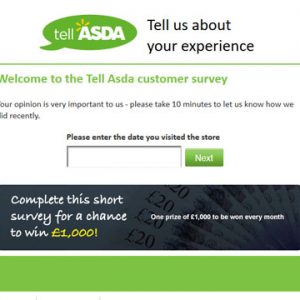 tell ASDA
Tell us about
your experience
Welcome to the Tell Asda customer survey
Your opinion is very important to us - please take 10 minutes to let us know how we
did recently.
Please enter the date you visited the store
Next
Complete this short
survey for a chance
to win £1,000!
One prize of £1,000 to be won every month
£20
£20
£20